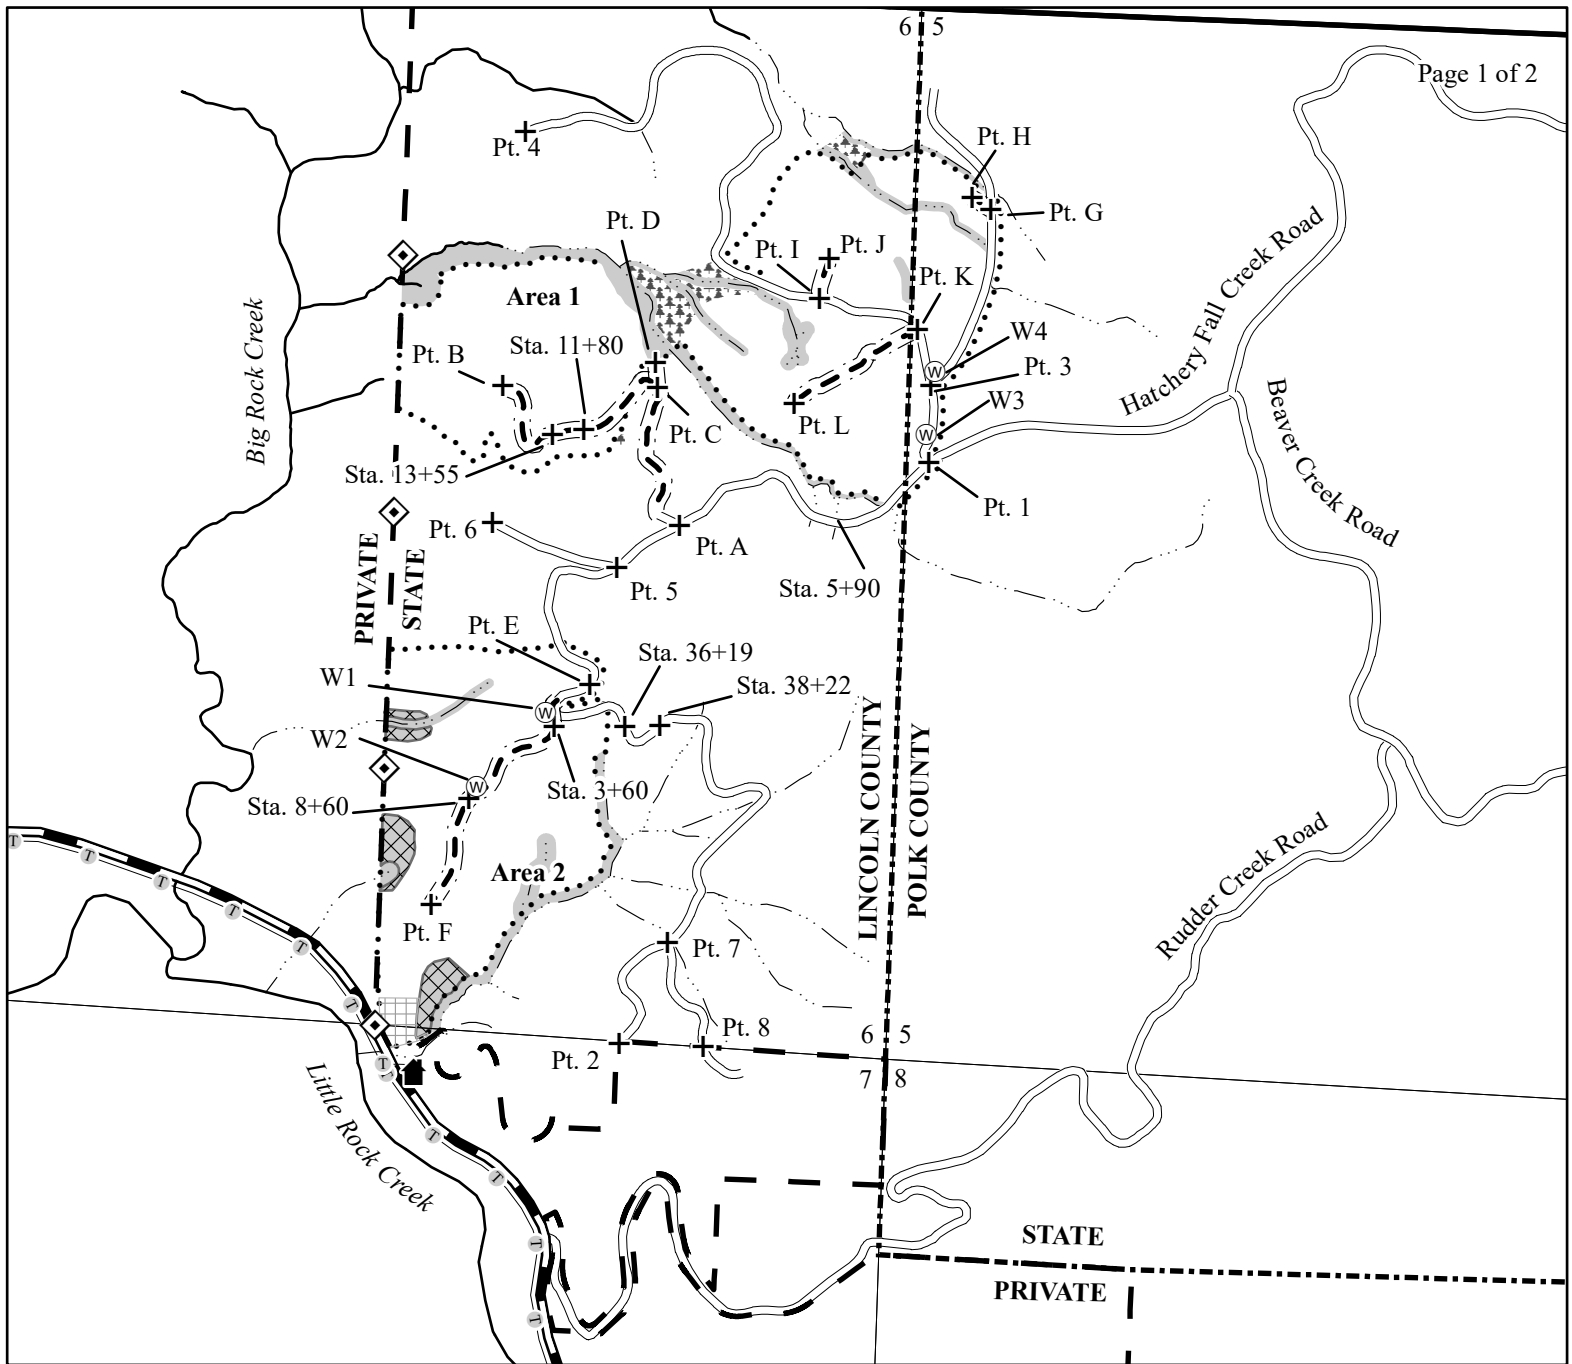 6 5
Page 1 of 2
Pt. 4
Pt. H
Pt. G
Pt. D
Pt. I
Pt. J
Pt. K
Hatchery Fall Creek Road
Area 1
Big Rock Creek
Sta. 11+80
Pt. B
W4
W
Pt. 3
W3
W
Beaver Creek Road
Pt. C
Pt. L
Sta. 13+55
Pt. 1
Pt. 6
Pt. A
PRIVATE
STATE
Pt. 5
Sta. 5+90
Pt. E
Sta. 36+19
W1
W
Sta. 38+22
W2
W
LINCOLN COUNTY
POLK COUNTY
Sta. 8+60
Sta. 3+60
T
T
T
T
T
T
Area 2
Rudder Creek Road
Pt. F
Pt. 7
Pt. 8
Pt. 2
6 5
7 8
T
T
T
T
T
T
Little Rock Creek
STATE
PRIVATE